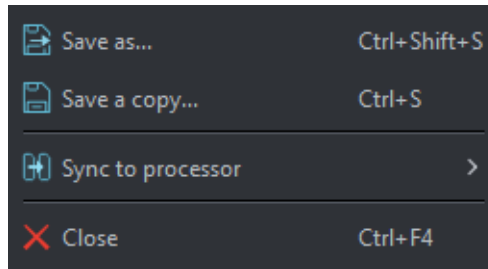 Save as... Ctrl+Shift+S
Save a copy... Ctrl+S
Sync to processor
Close Ctrl+F4